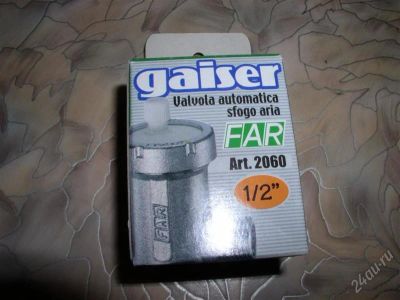 gaiser
Valvola automatica
sfogo aria
FAR
Art. 2060
1/2"
FAR
24au.ru